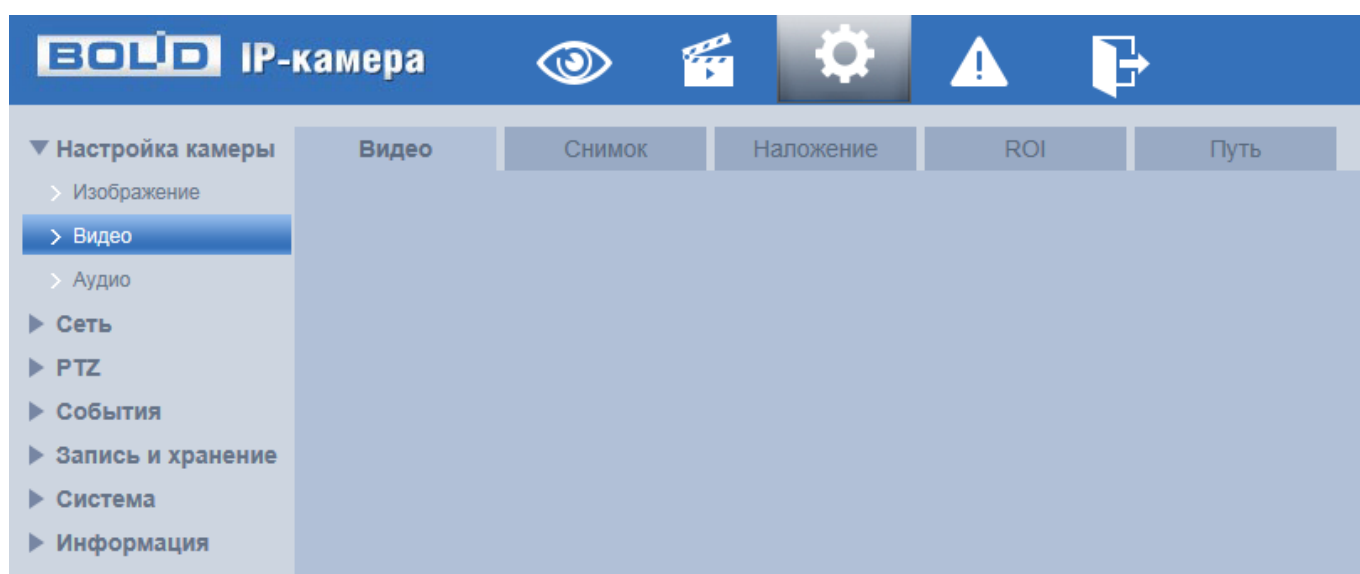 BOLID IP-камера
Настройка камеры
Видео
Снимок
Наложение
ROI
Путь
Изображение
Видео
Аудио
Сеть
PTZ
События
Запись и хранение
Система
Информация